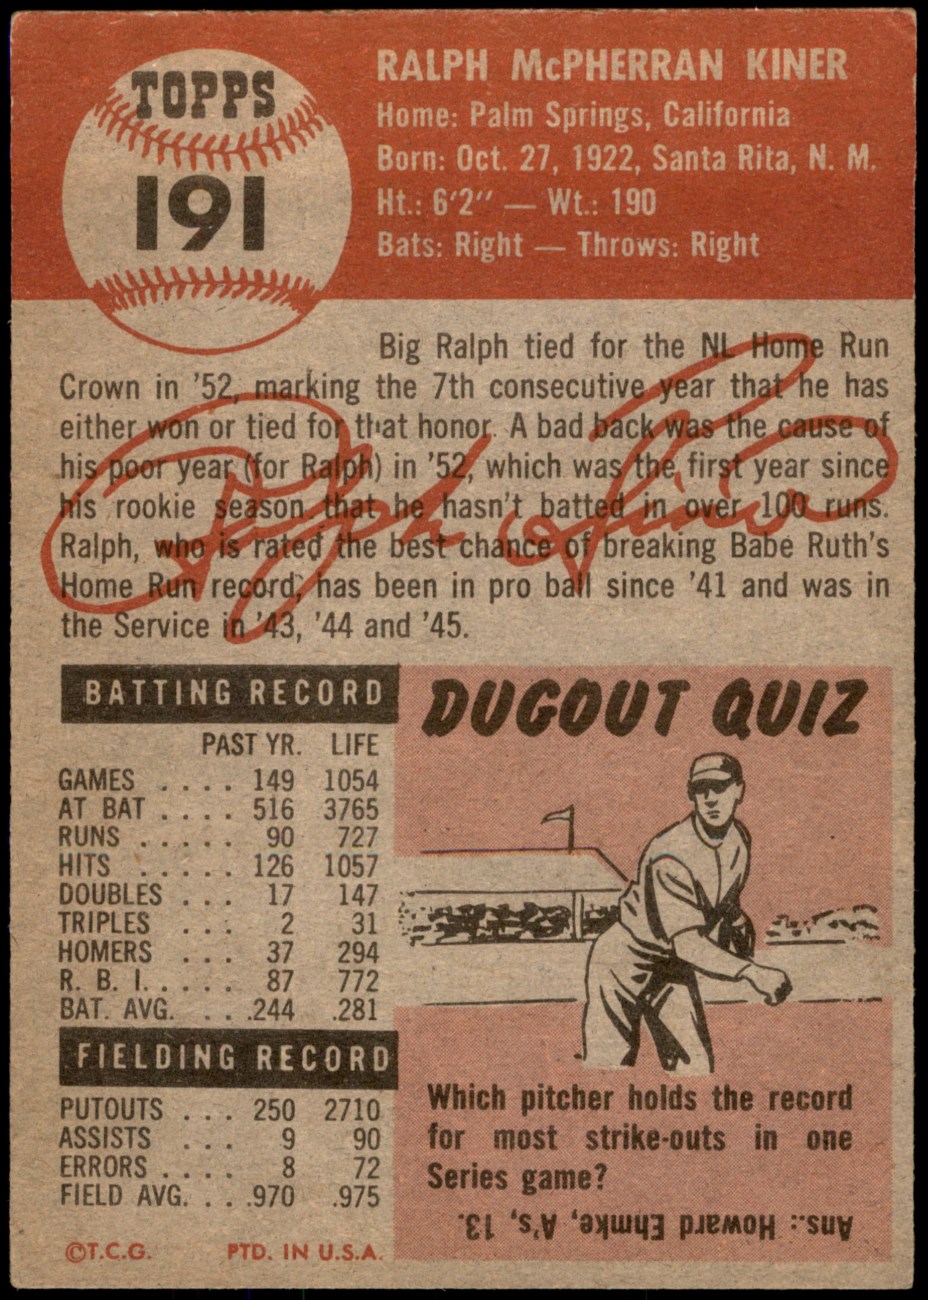 TOPPS
191
RALPH McPHERRAN KINER
Home: Palm Springs, California
Born: Oct. 27, 1922, Santa Rita, N. M.
Ht.: 6'2" — Wt.: 190
Bats: Right — Throws: Right
Big Ralph tied for the NL Home Run
Crown in '52, marking the 7th consecutive year that he has
either won or tied for that honor. A bad back was the cause of
his poor year (for Ralph) in '52, which was the first year since
his rookie season that he hasn't batted in over 100 runs.
Ralph, who is rated the best chance of breaking Babe Ruth's
Home Run record, has been in pro ball since '41 and was in
the Service in '43, '44 and '45.
Ralph Kiner
BATTING RECORD
PAST YR. LIFE
GAMES . . . . 149 1054
AT BAT . . . . 516 3765
RUNS . . . . . 90 727
HITS . . . . . 126 1057
DOUBLES . . . 17 147
TRIPLES . . . 2 31
HOMERS . . . 37 294
R. B. I. . . . . 87 772
BAT. AVG. . . .244 .281
FIELDING RECORD
PUTOUTS . . . 250 2710
ASSISTS . . . 9 90
ERRORS . . . . 8 72
FIELD AVG. . . .970 .975
©T.C.G. PTD. IN U.S.A.
DUGOUT QUIZ
Which pitcher holds the record
for most strike-outs in one
Series game?
Ans.: Howard Ehmke, A's, 13.